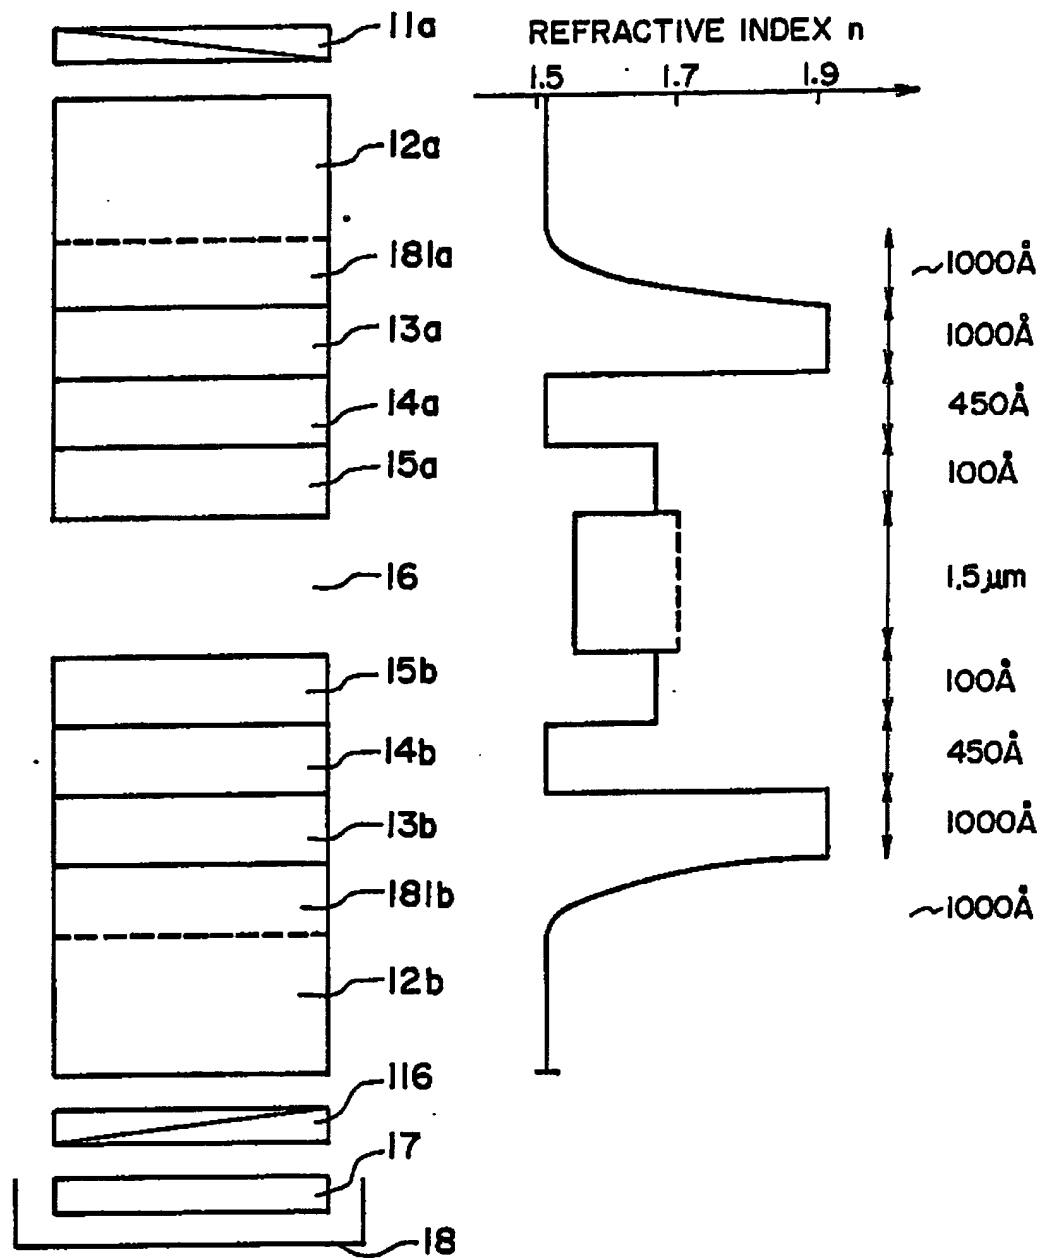 11a
REFRACTIVE INDEX n
1.5 1.7 1.9
12a
181a
~1000Å
13a
1000Å
14a
450Å
15a
100Å
16
1.5μm
15b
100Å
14b
450Å
13b
1000Å
181b
~1000Å
12b
116
17
18